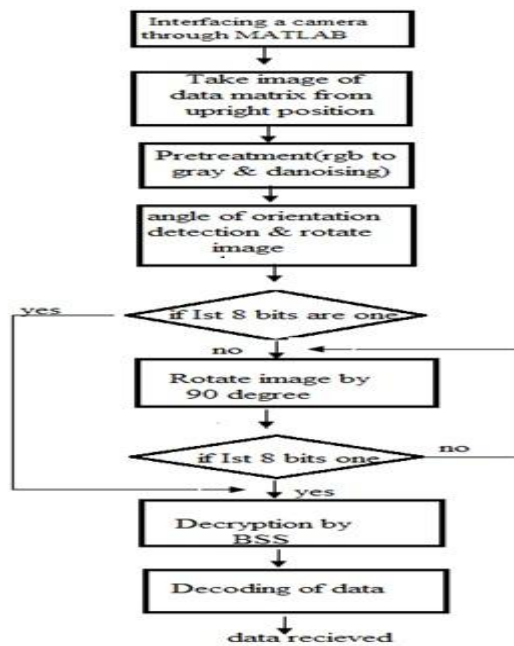 Interfacing a camera
through MATLAB
Take image of
data matrix from
upright position
Pretreatment(rgb to
gray & danoising)
angle of orientation
detection & rotate
image
yes
if Ist 8 bits are one
no
Rotate image by
90 degree
if Ist 8 bits one
no
yes
Decryption by
BSS
Decoding of data
data recieved